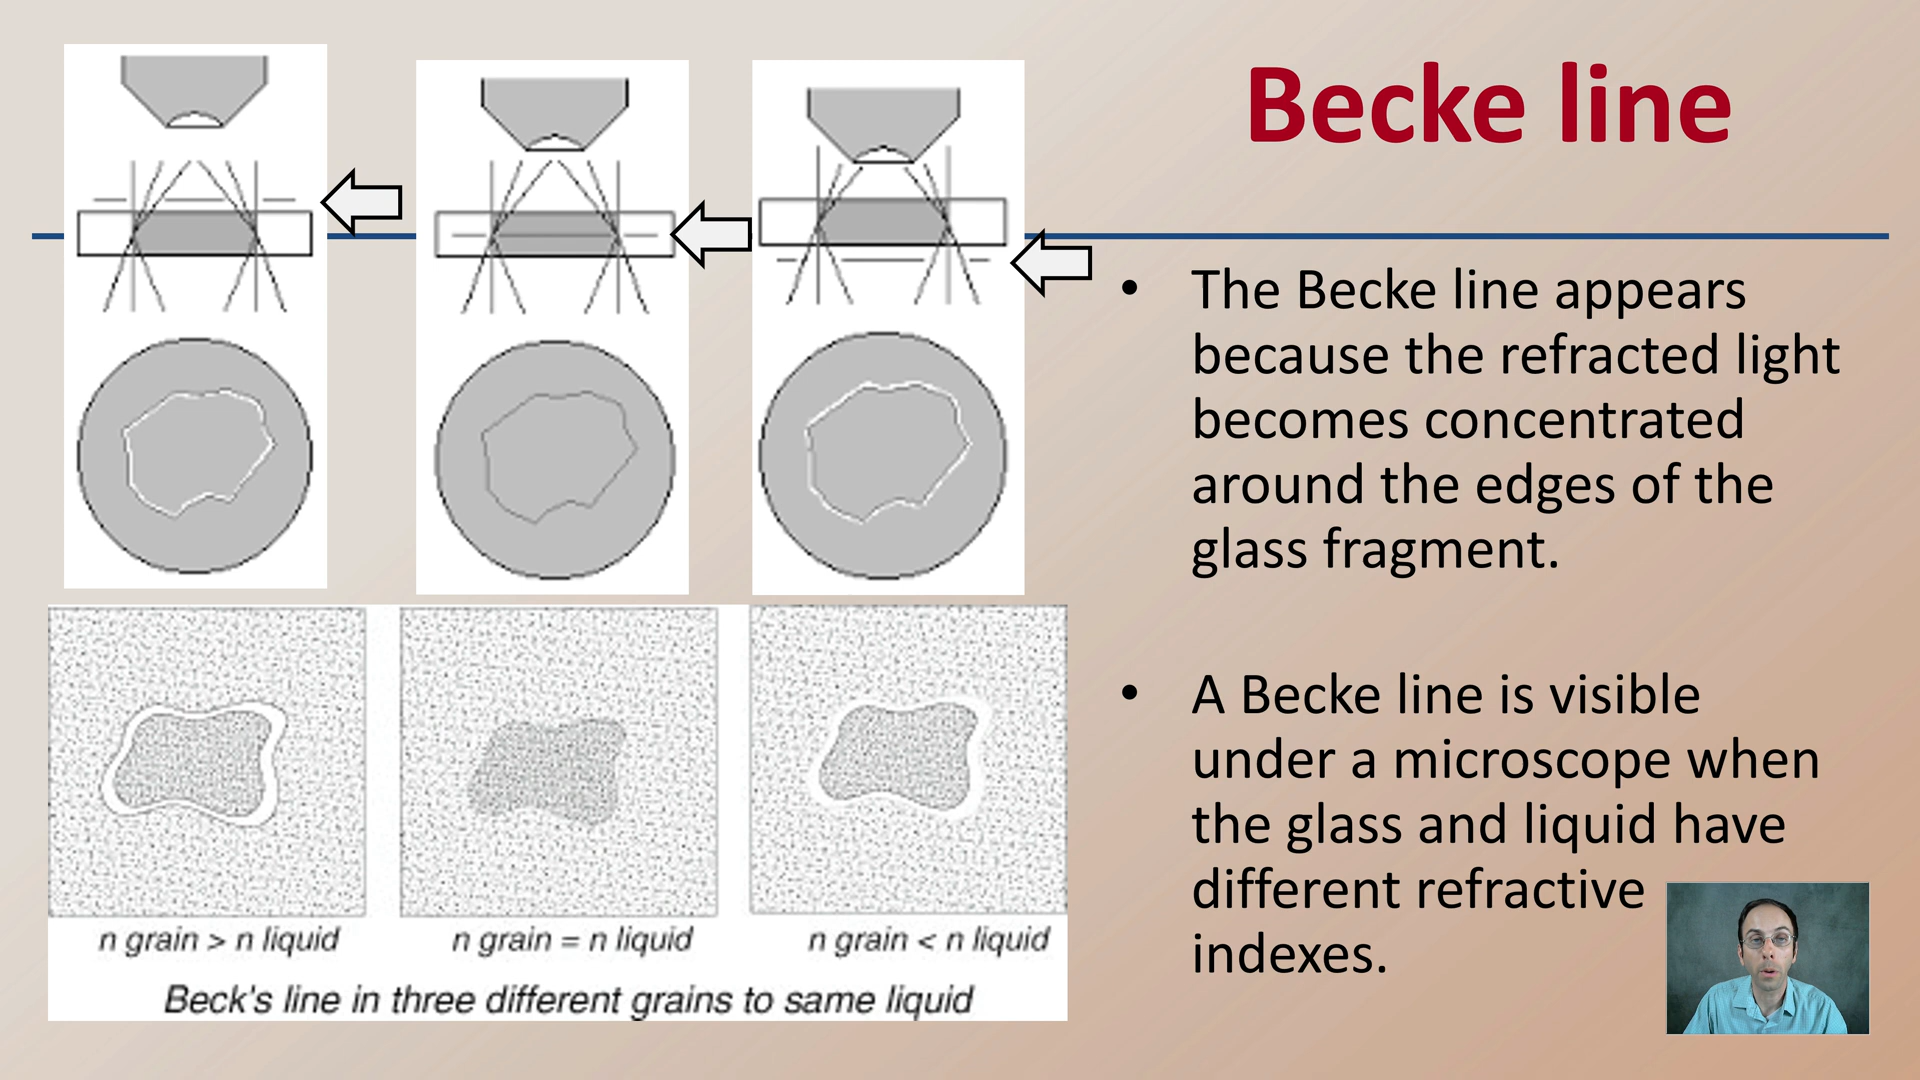 Becke line
• The Becke line appears
because the refracted light
becomes concentrated
around the edges of the
glass fragment.
• A Becke line is visible
under a microscope when
the glass and liquid have
different refractive
indexes.
n grain > n liquid
n grain = n liquid
n grain < n liquid
Beck's line in three different grains to same liquid